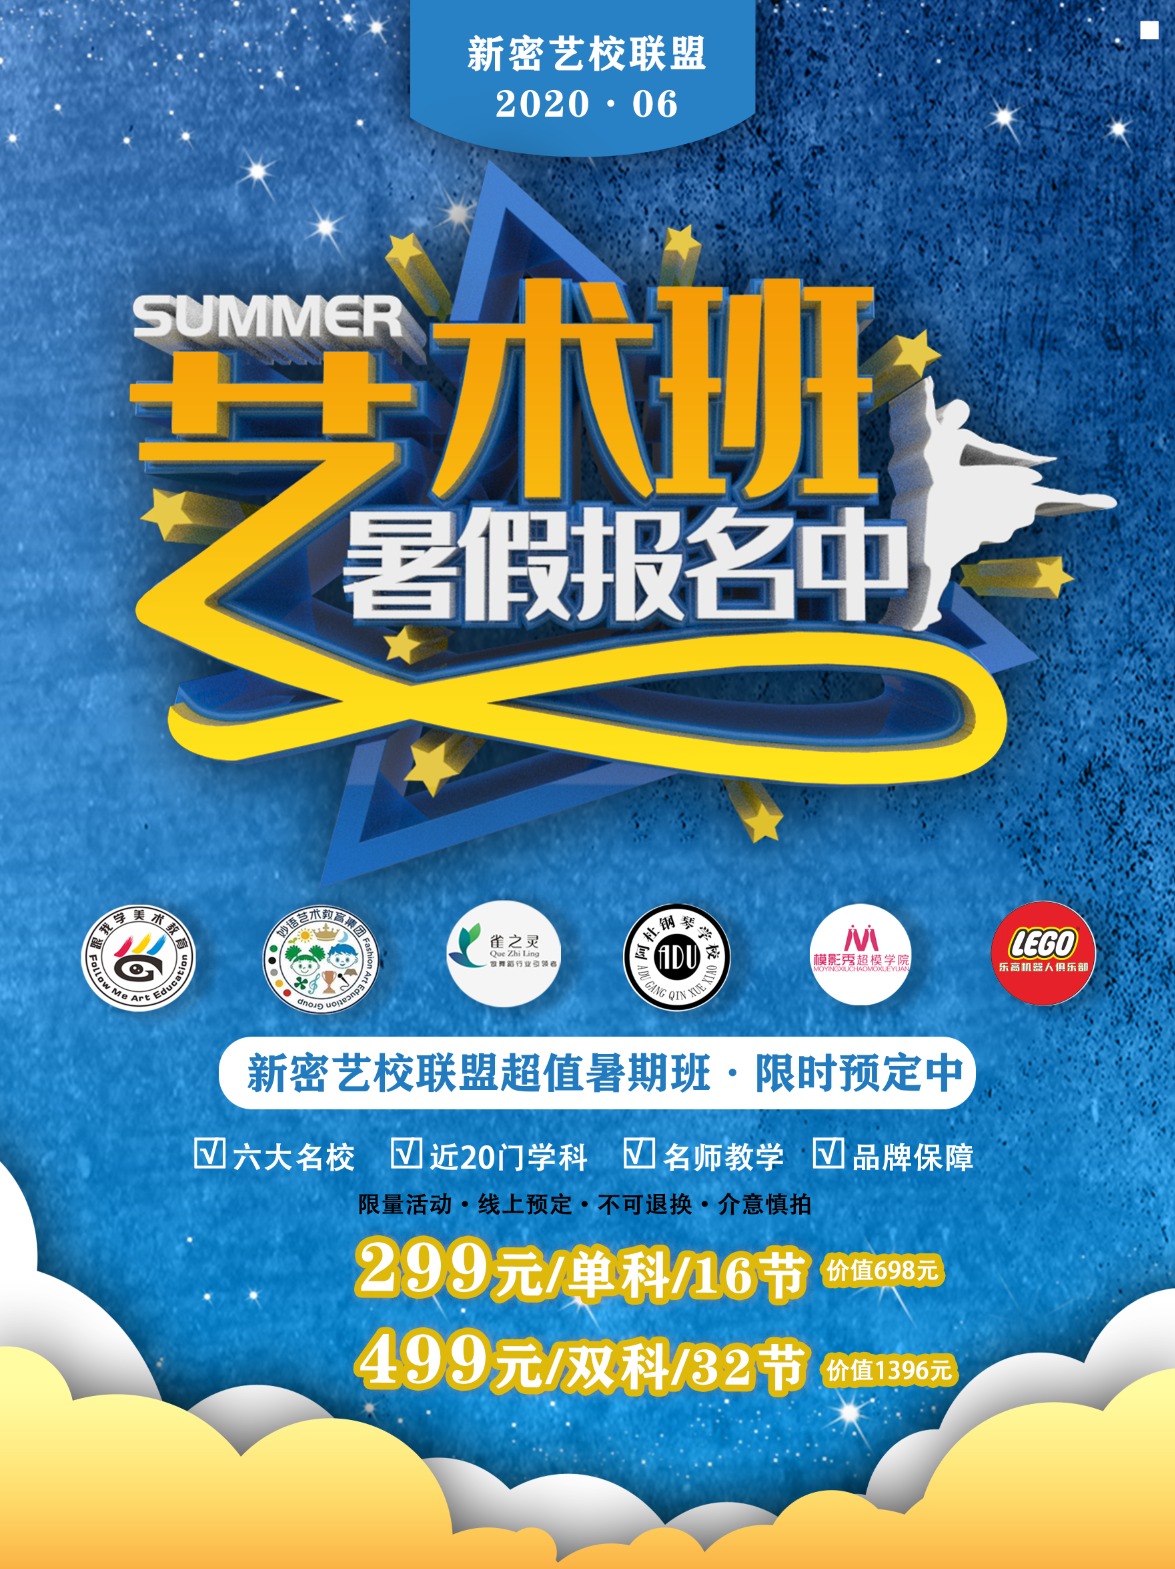 新密艺校联盟
2020 · 06
SUMMER
艺术班
暑假报名中
跟我学美术教育
Follow Me Art Education
妙语艺术教育集团
Fashion Art Education Group
雀之灵
Que Zhi Ling
阿杜钢琴学校
ADU
ADU GANG QIN XUE XIAO
模影秀超模学院
MOYINGXIUCHAOMOXUEYUAN
LEGO
乐高机器人俱乐部
新密艺校联盟超值暑期班 · 限时预定中
六大名校 近20门学科 名师教学 品牌保障
限量活动 · 线上预定 · 不可退换 · 介意慎拍
299元/单科/16节 价值698元
499元/双科/32节 价值1396元